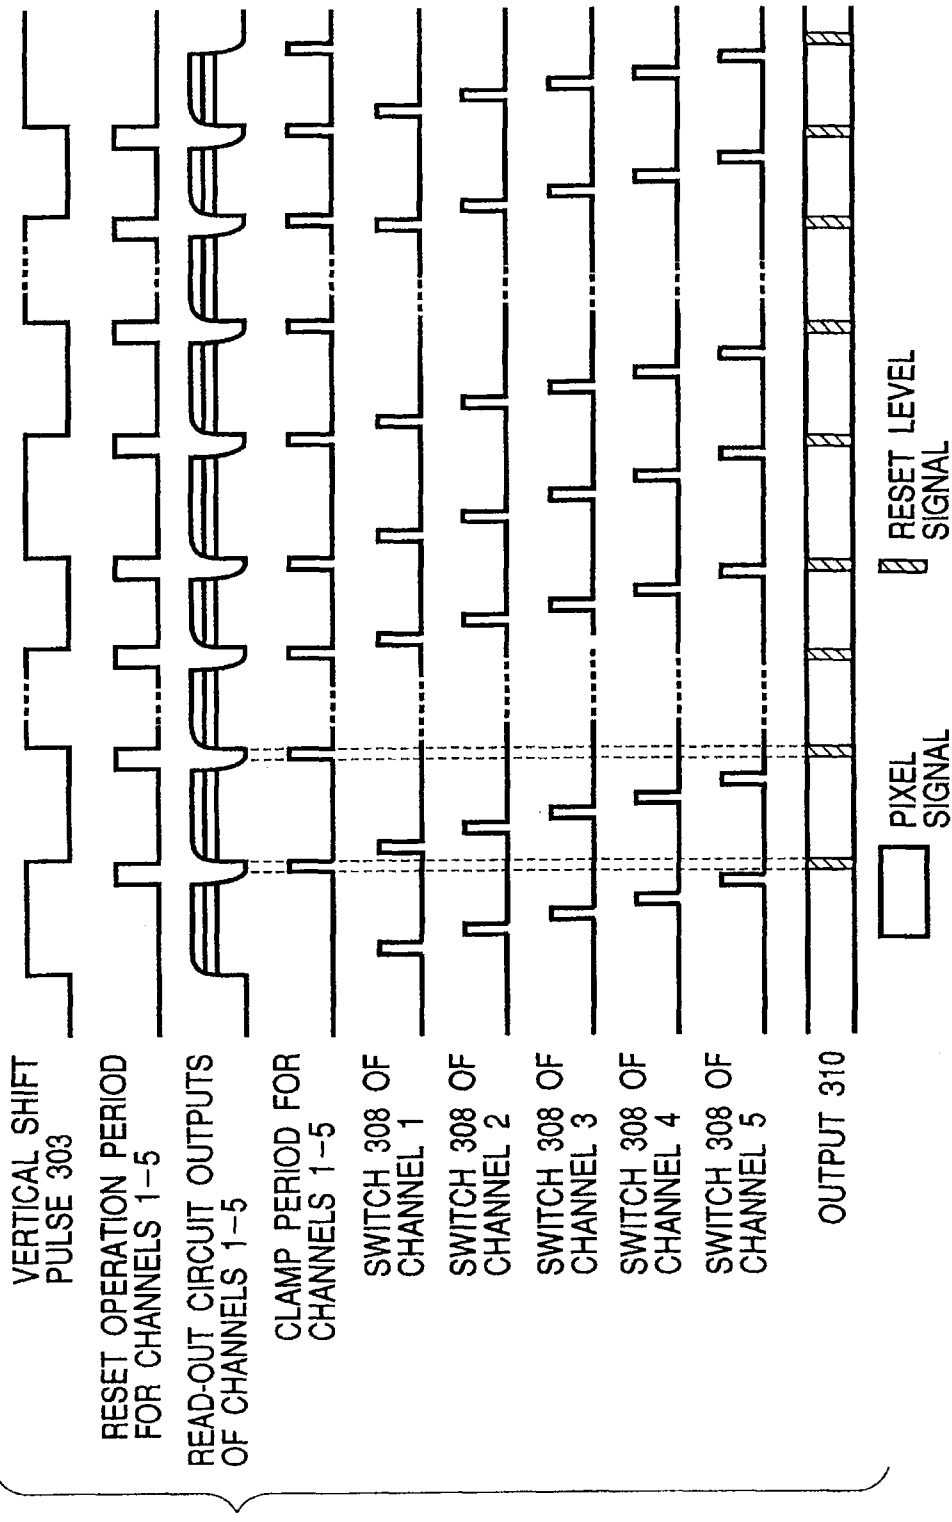 VERTICAL SHIFT
PULSE 303
RESET OPERATION PERIOD
FOR CHANNELS 1-5
READ-OUT CIRCUIT OUTPUTS
OF CHANNELS 1-5
CLAMP PERIOD FOR
CHANNELS 1-5
SWITCH 308 OF
CHANNEL 1
SWITCH 308 OF
CHANNEL 2
SWITCH 308 OF
CHANNEL 3
SWITCH 308 OF
CHANNEL 4
SWITCH 308 OF
CHANNEL 5
OUTPUT 310
PIXEL
SIGNAL
RESET LEVEL
SIGNAL